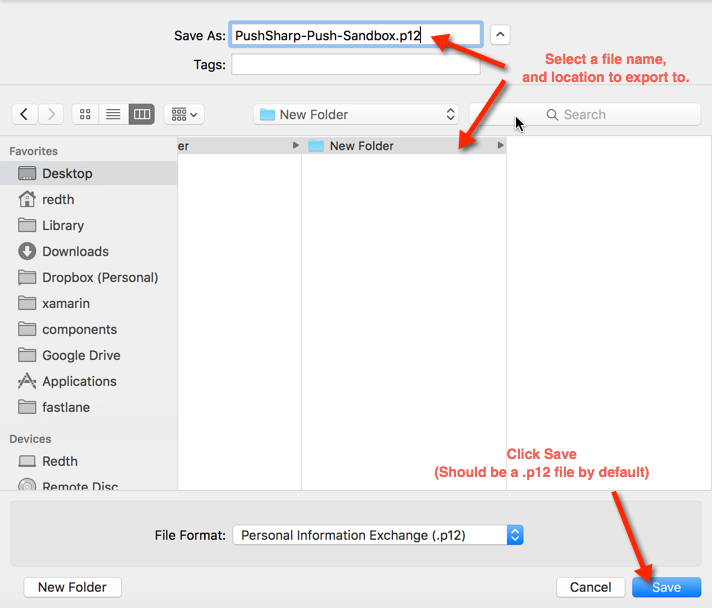 Save As: PushSharp-Push-Sandbox.p12
Tags:
Select a file name,
and location to export to.
New Folder
Search
er
New Folder
Favorites
Desktop
redth
Library
Downloads
Dropbox (Personal)
xamarin
components
Google Drive
Applications
fastlane
Devices
Redth
Remote Disc
Click Save
(Should be a .p12 file by default)
File Format: Personal Information Exchange (.p12)
New Folder
Cancel
Save